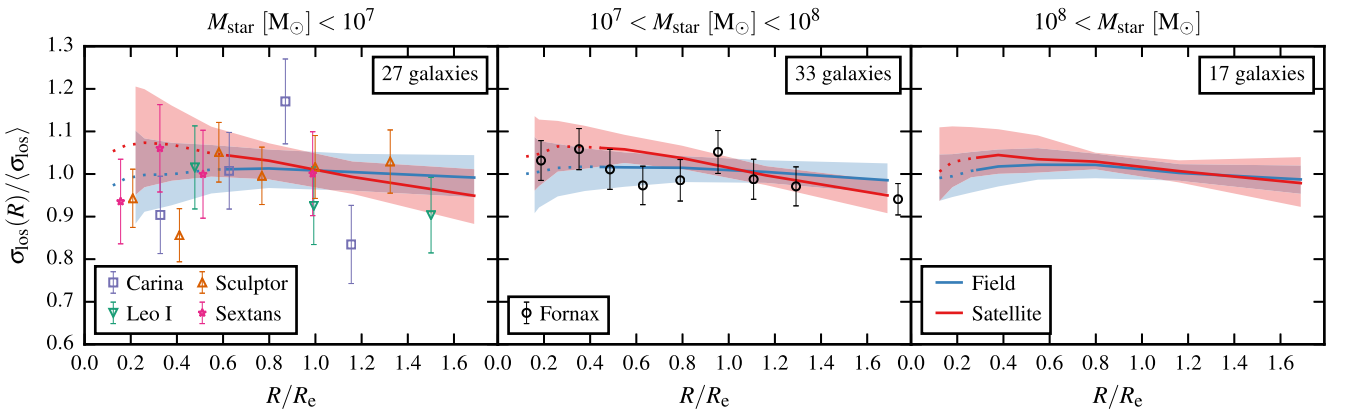 M_star [M_⊙] < 10^7
10^7 < M_star [M_⊙] < 10^8
10^8 < M_star [M_⊙]
27 galaxies
33 galaxies
17 galaxies
σ_los(R)/⟨σ_los⟩
1.3
1.2
1.1
1.0
0.9
0.8
0.7
0.6
Carina
Sculptor
Leo I
Sextans
Fornax
Field
Satellite
0.0 0.2 0.4 0.6 0.8 1.0 1.2 1.4 1.6
0.0 0.2 0.4 0.6 0.8 1.0 1.2 1.4 1.6
0.0 0.2 0.4 0.6 0.8 1.0 1.2 1.4 1.6
R/R_e
R/R_e
R/R_e